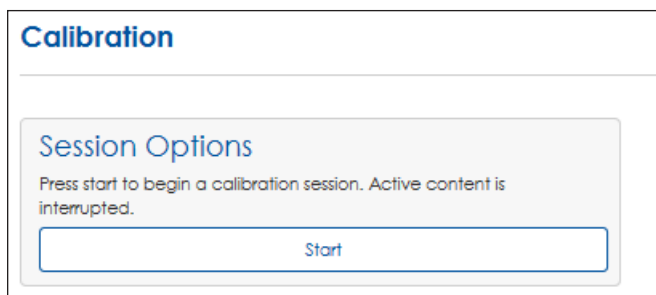 Calibration
Session Options
Press start to begin a calibration session. Active content is
interrupted.
Start